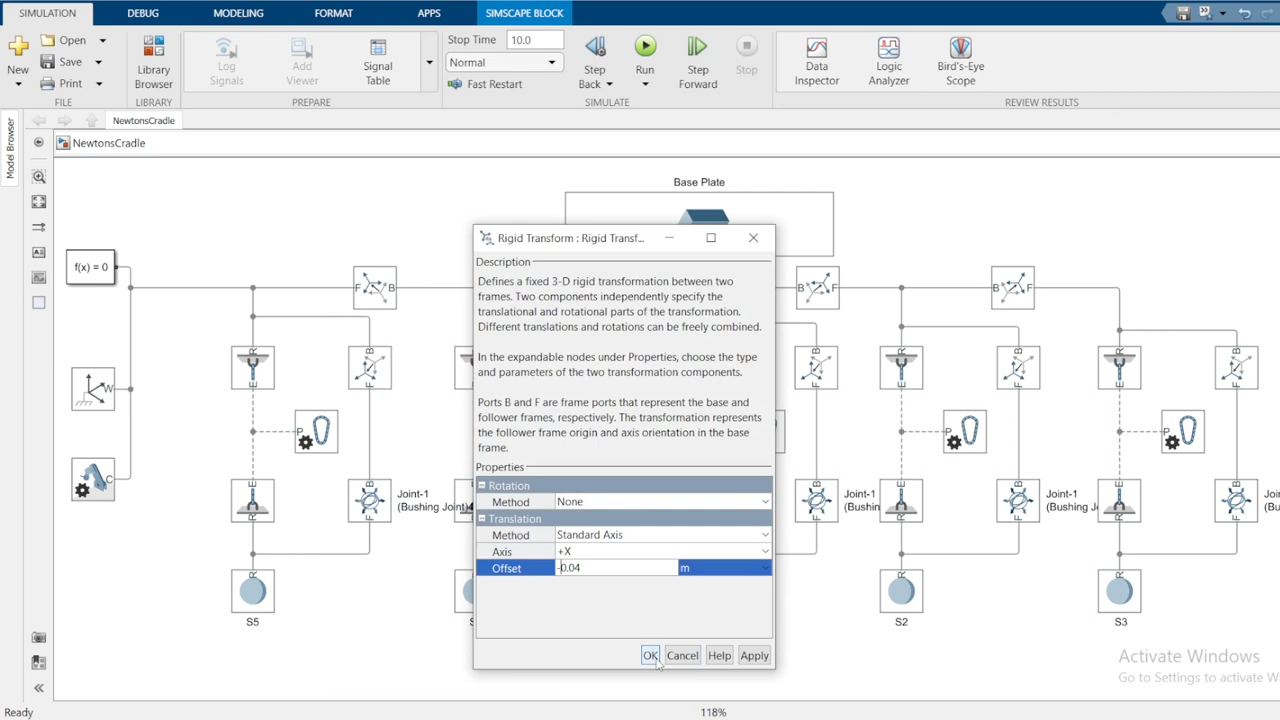 SIMULATION
DEBUG
MODELING
FORMAT
APPS
SIMSCAPE BLOCK
New
Open
Save
Print
FILE
Library
Browser
LIBRARY
Log
Signals
Add
Viewer
Signal
Table
PREPARE
Stop Time 10.0
Normal
Fast Restart
Step
Back
Run
Step
Forward
Stop
SIMULATE
Data
Inspector
Logic
Analyzer
Bird's-Eye
Scope
REVIEW RESULTS
Model Browser
NewtonsCradle
NewtonsCradle
Base Plate
f(x) = 0
W
C
F B
B F
B F
R
E
B
F
P
E
R
B
F
R
S5
Joint-1
(Bushing Joint)
Rigid Transform : Rigid Transf...
Description
Defines a fixed 3-D rigid transformation between two
frames. Two components independently specify the
translational and rotational parts of the transformation.
Different translations and rotations can be freely combined.
In the expandable nodes under Properties, choose the type
and parameters of the two transformation components.
Ports B and F are frame ports that represent the base and
follower frames, respectively. The transformation represents
the follower frame origin and axis orientation in the base
frame.
Properties
Rotation
Method None
Translation
Method Standard Axis
Axis +X
Offset -0.04 m
OK Cancel Help Apply
B
F
B
F
Joint-1
(Bushin
R
E
P
E
R
R
S2
B
F
B
F
Joint-1
(Bushing J
R
E
P
E
R
R
S3
B
F
B
F
Activate Windows
Go to Settings to activate W
Ready
118%